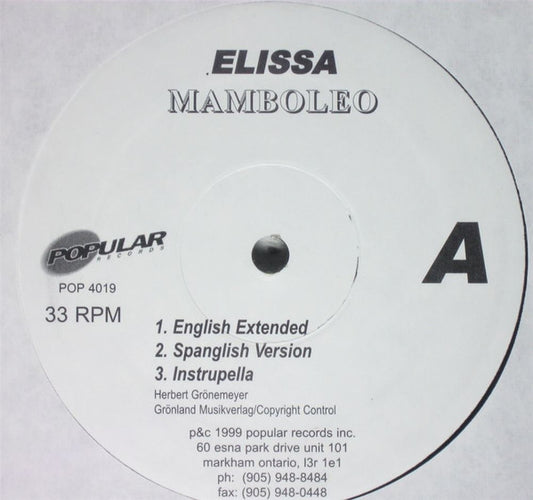 ELISSA
MAMBOLEO
POPULAR
RECORDS
POP 4019
33 RPM
A
1. English Extended
2. Spanglish Version
3. Instrupella
Herbert Grönemeyer
Grönland Musikverlag/Copyright Control
p&c 1999 popular records inc.
60 esna park drive unit 101
markham ontario, l3r 1e1
ph: (905) 948-8484
fax: (905) 948-0448